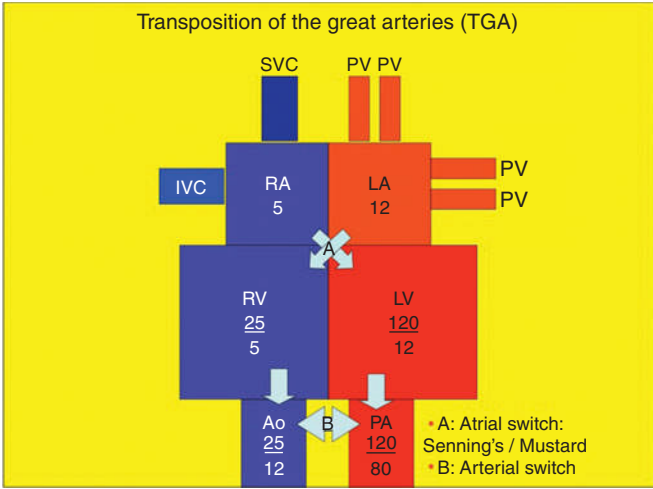 Transposition of the great arteries (TGA)
SVC
PV PV
IVC
RA
5
LA
12
PV
PV
A
RV
25
5
LV
120
12
Ao
25
12
B
PA
120
80
• A: Atrial switch:
Senning's / Mustard
• B: Arterial switch